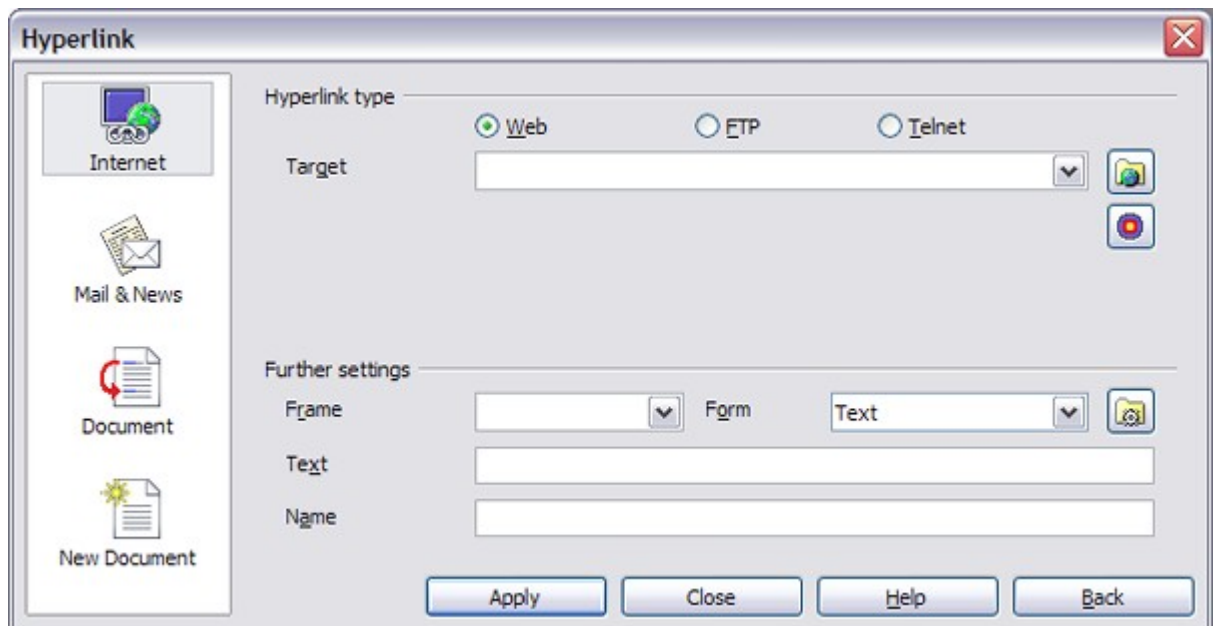 Hyperlink
Internet
Mail & News
Document
New Document
Hyperlink type
Web FTP Telnet
Target
Further settings
Frame Form Text
Text
Name
Apply Close Help Back